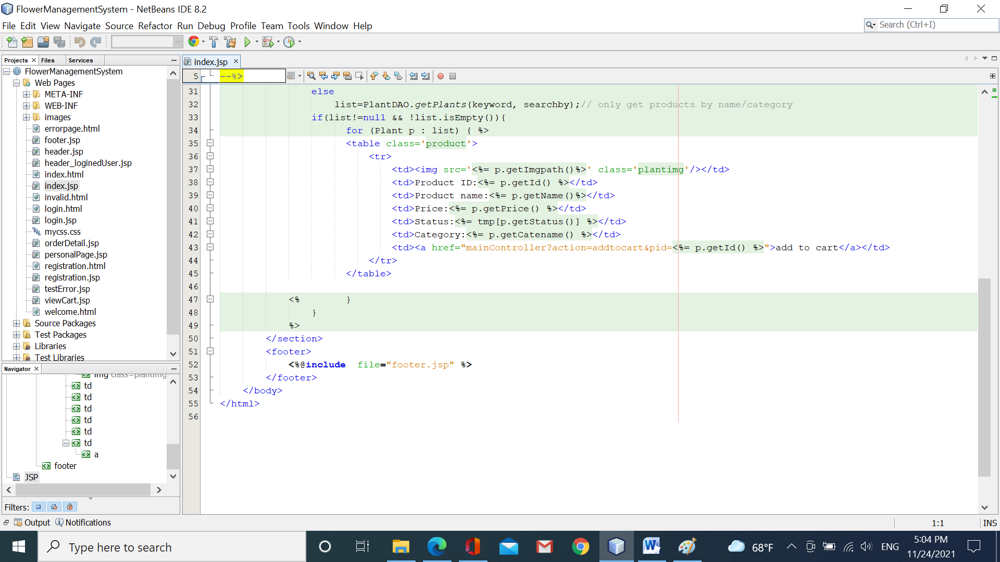 FlowerManagementSystem - NetBeans IDE 8.2
File Edit View Navigate Source Refactor Run Debug Profile Team Tools Window Help
Search (Ctrl+I)
Projects Files Services
FlowerManagementSystem
Web Pages
META-INF
WEB-INF
images
errorpage.html
footer.jsp
header.jsp
header_loginedUser.jsp
index.html
index.jsp
invalid.html
login.html
login.jsp
mycss.css
orderDetail.jsp
personalPage.jsp
registration.html
registration.jsp
testError.jsp
viewCart.jsp
welcome.html
Source Packages
Test Packages
Libraries
Test Libraries
Navigator
img class=plantimg
td
td
td
td
td
td
a
footer
JSP
Filters:
index.jsp
5 --%>
31 else
32 list=PlantDAO.getPlants(keyword, searchby);// only get products by name/category
33 if(list!=null && !list.isEmpty()){
34 for (Plant p : list) { %>
35 <table class='product'>
36 <tr>
37 <td><img src='<%= p.getImgpath()%>' class='plantimg'/></td>
38 <td>Product ID:<%= p.getId() %></td>
39 <td>Product name:<%= p.getName()%></td>
40 <td>Price:<%= p.getPrice() %></td>
41 <td>Status:<%= tmp[p.getStatus()] %></td>
42 <td>Category:<%= p.getCatename() %></td>
43 <td><a href="mainController?action=addtocart&pid=<%= p.getId() %>">add to cart</a></td>
44 </tr>
45 </table>
46
47 <% }
48 }
49 %>
50 </section>
51 <footer>
52 <%@include file="footer.jsp" %>
53 </footer>
54 </body>
55 </html>
56
Output Notifications
1:1 INS
Type here to search
68°F
ENG
5:04 PM
11/24/2021